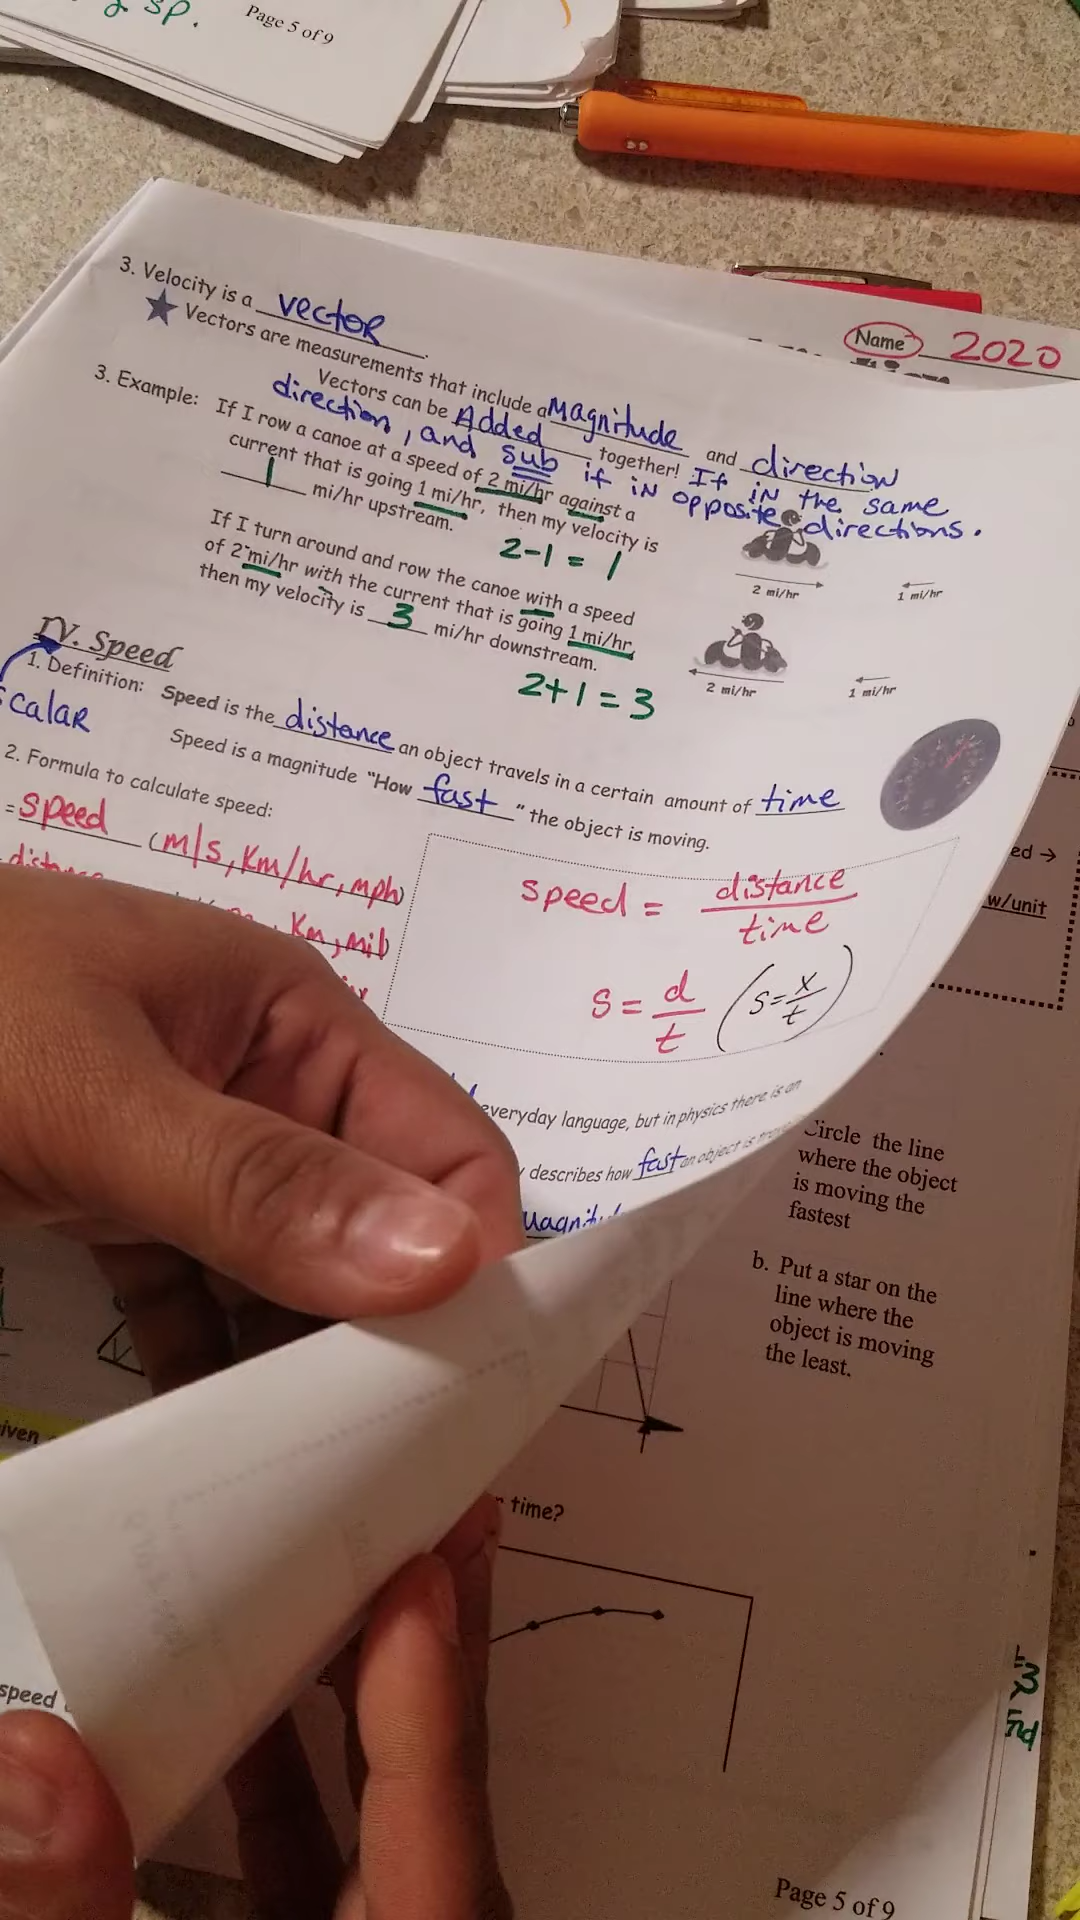 sp.
Page 5 of 9
Name 2020
3. Velocity is a vector.
Vectors are measurements that include a Magnitude and direction
Vectors can be Added together! If in the same
direction, and sub if in opposite directions.
3. Example: If I row a canoe at a speed of 2 mi/hr against a
current that is going 1 mi/hr, then my velocity is
1 mi/hr upstream.
2-1 = 1
2 mi/hr
1 mi/hr
If I turn around and row the canoe with a speed
of 2 mi/hr with the current that is going 1 mi/hr,
then my velocity is 3 mi/hr downstream.
2+1=3
2 mi/hr
1 mi/hr
IV. Speed
1. Definition: Speed is the distance an object travels in a certain amount of time
calar
Speed is a magnitude "How fast" the object is moving.
2. Formula to calculate speed:
= speed (m/s, Km/hr, mph)
distance
Km, mi)
speed = distance
time
s = d
t
(s = x
t)
ed →
w/unit
everyday language, but in physics there is an
describes how fast an object is
Circle the line
where the object
is moving the
fastest
b. Put a star on the
line where the
object is moving
the least.
iven
time?
speed
Page 5 of 9